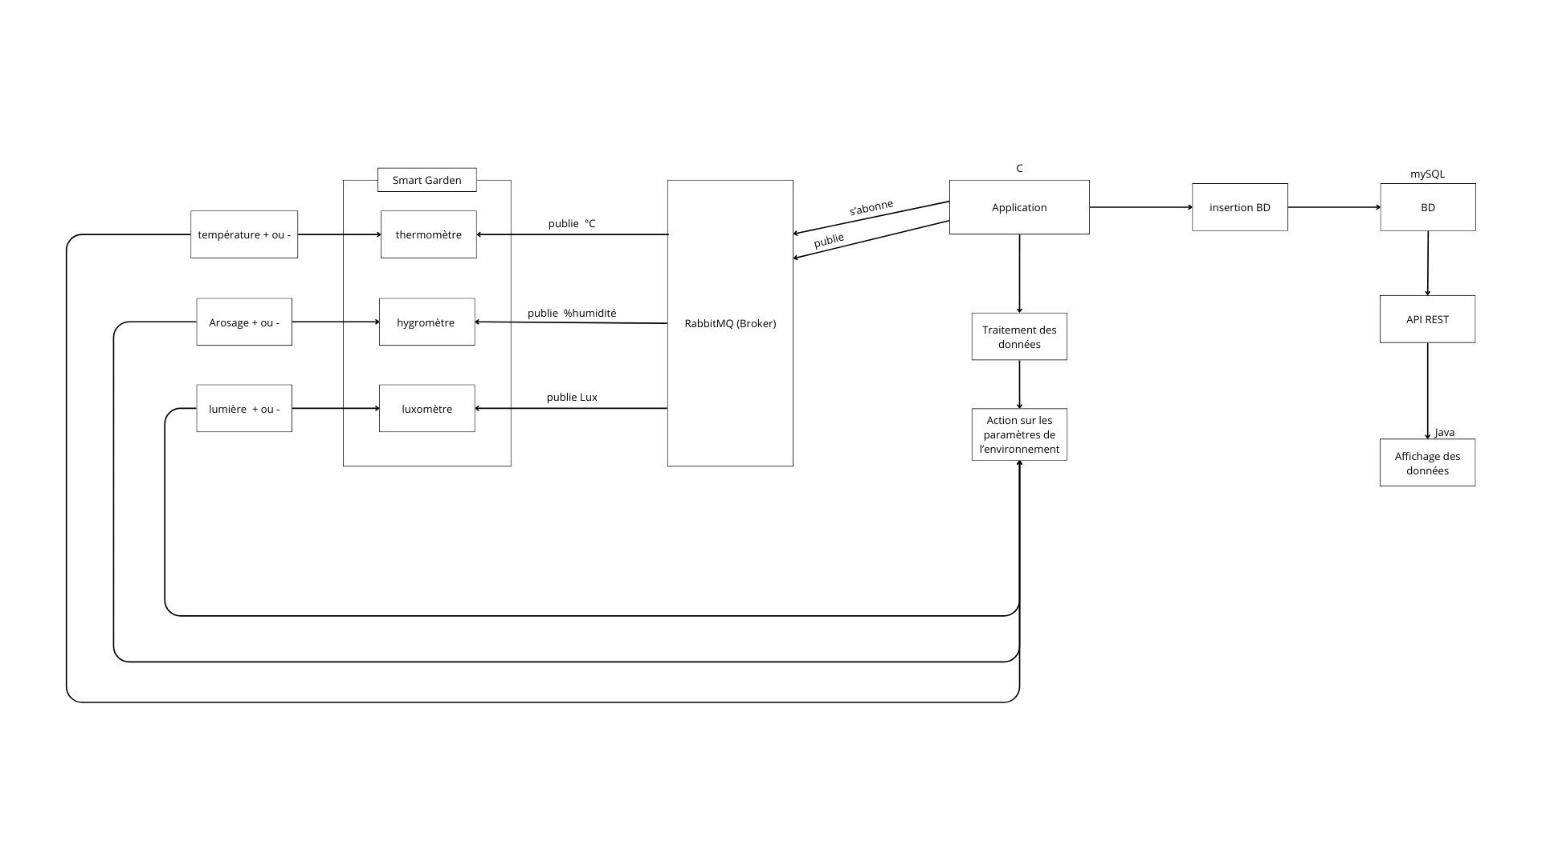 Smart Garden
température + ou -
thermomètre
publie  °C
Arosage + ou -
hygromètre
publie  %humidité
lumière  + ou -
luxomètre
publie Lux
RabbitMQ (Broker)
s'abonne
publie
C
Application
Traitement des
données
Action sur les
paramètres de
l'environnement
insertion BD
mySQL
BD
API REST
Java
Affichage des
données